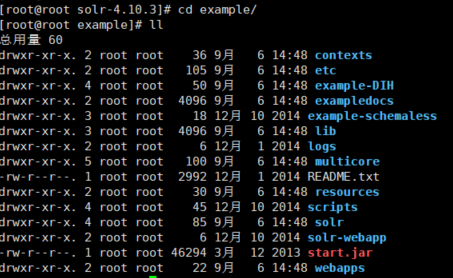 [root@root solr-4.10.3]# cd example/
[root@root example]# ll
总用量 60
drwxr-xr-x. 2 root root 36 9月 6 14:48 contexts
drwxr-xr-x. 2 root root 105 9月 6 14:48 etc
drwxr-xr-x. 4 root root 50 9月 6 14:48 example-DIH
drwxr-xr-x. 2 root root 4096 9月 6 14:48 exampledocs
drwxr-xr-x. 3 root root 18 12月 10 2014 example-schemaless
drwxr-xr-x. 3 root root 4096 9月 6 14:48 lib
drwxr-xr-x. 2 root root 6 12月 1 2014 logs
drwxr-xr-x. 5 root root 100 9月 6 14:48 multicore
-rw-r--r--. 1 root root 2992 12月 1 2014 README.txt
drwxr-xr-x. 2 root root 30 9月 6 14:48 resources
drwxr-xr-x. 4 root root 45 12月 10 2014 scripts
drwxr-xr-x. 4 root root 85 9月 6 14:48 solr
drwxr-xr-x. 2 root root 6 12月 10 2014 solr-webapp
-rw-r--r--. 1 root root 46294 3月 12 2013 start.jar
drwxr-xr-x. 2 root root 22 9月 6 14:48 webapps